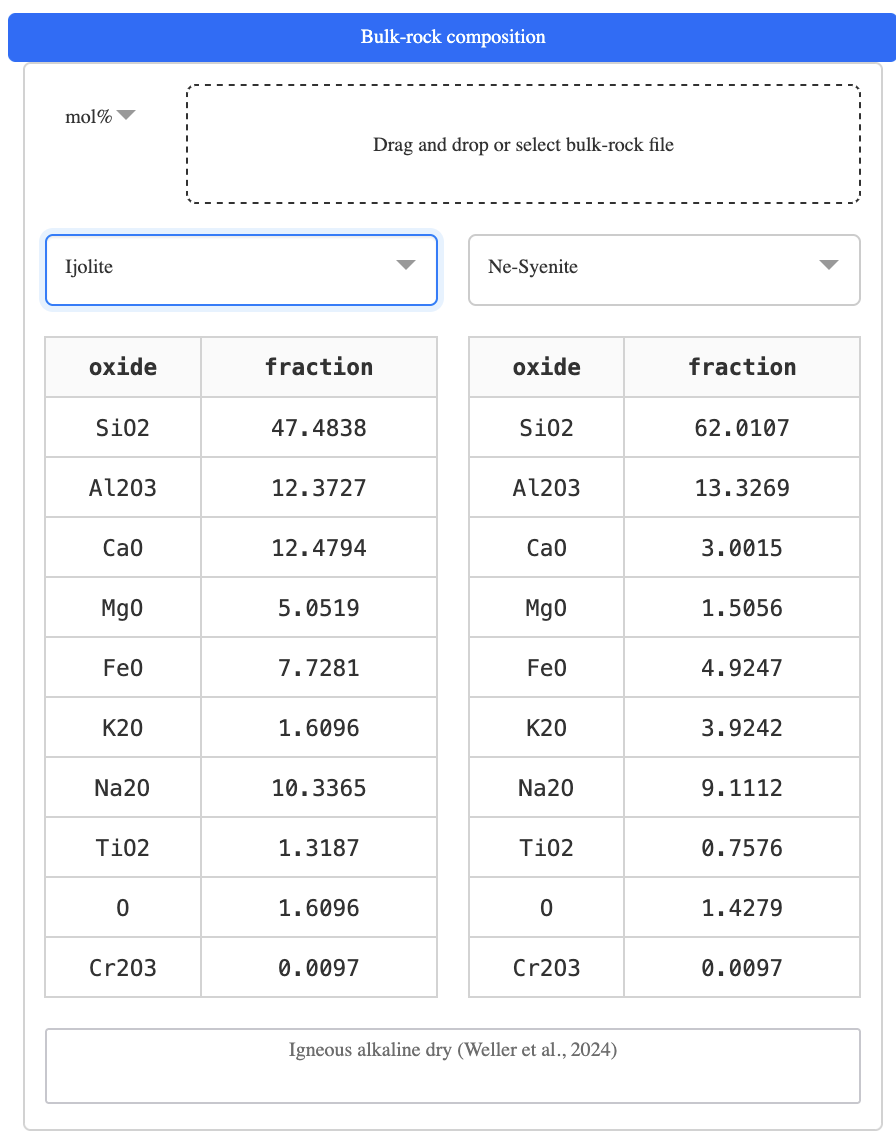 Bulk-rock composition
mol%
Drag and drop or select bulk-rock file
Ijolite
Ne-Syenite
oxide fraction oxide fraction
SiO2 47.4838 SiO2 62.0107
Al2O3 12.3727 Al2O3 13.3269
CaO 12.4794 CaO 3.0015
MgO 5.0519 MgO 1.5056
FeO 7.7281 FeO 4.9247
K2O 1.6096 K2O 3.9242
Na2O 10.3365 Na2O 9.1112
TiO2 1.3187 TiO2 0.7576
O 1.6096 O 1.4279
Cr2O3 0.0097 Cr2O3 0.0097
Igneous alkaline dry (Weller et al., 2024)